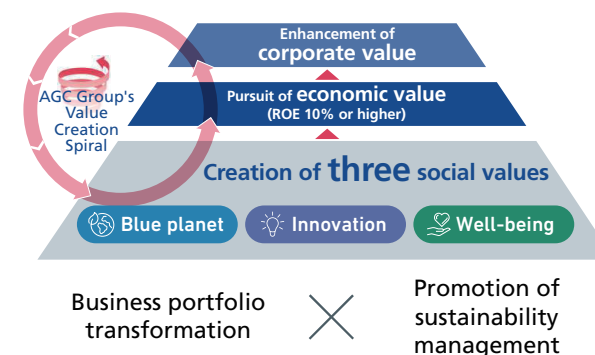 Enhancement of
corporate value
AGC Group's
Value
Creation
Spiral
Pursuit of economic value
(ROE 10% or higher)
Creation of three social values
Blue planet
Innovation
Well-being
Business portfolio
transformation
Promotion of
sustainability
management